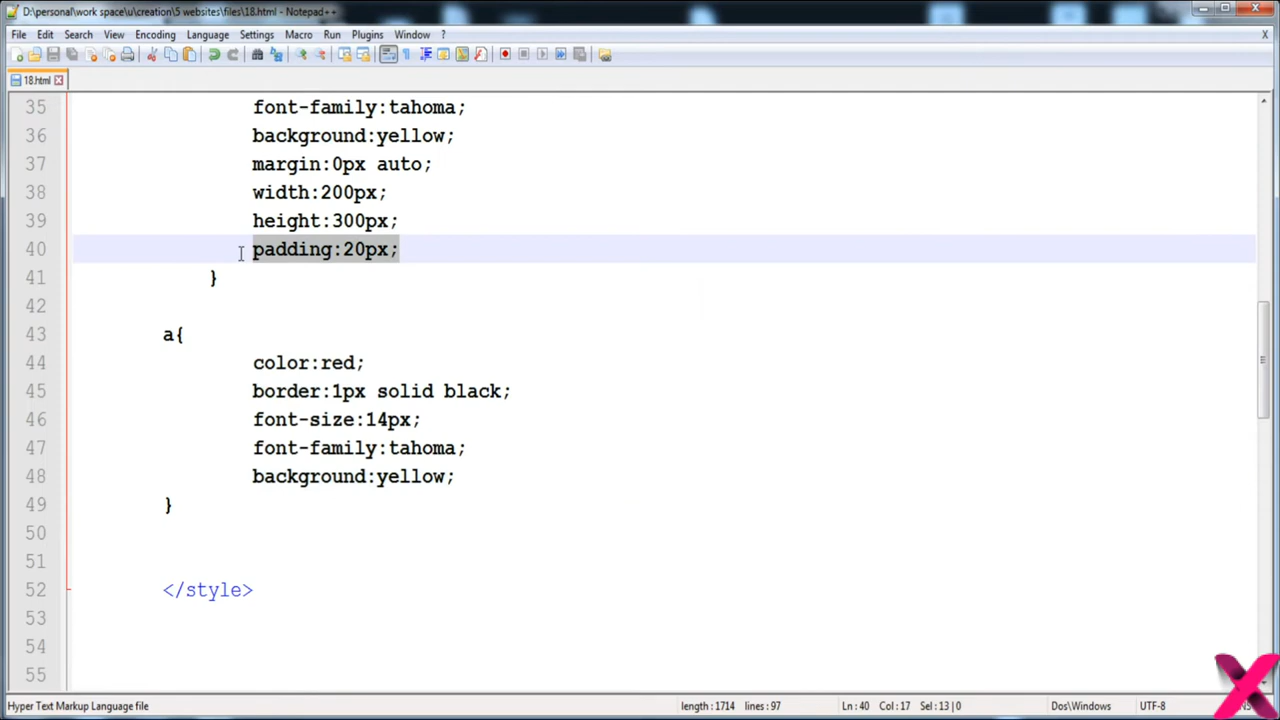 D:\personal\work space\u\creation\5 websites\files\18.html - Notepad++
File Edit Search View Encoding Language Settings Macro Run Plugins Window ? X
18.html
35 font-family:tahoma;
36 background:yellow;
37 margin:0px auto;
38 width:200px;
39 height:300px;
40 padding:20px;
41 }
42
43 a{
44 color:red;
45 border:1px solid black;
46 font-size:14px;
47 font-family:tahoma;
48 background:yellow;
49 }
50
51
52 </style>
53
54
55
Hyper Text Markup Language file length : 1714 lines : 97 Ln : 40 Col : 17 Sel : 13 | 0 Dos\Windows UTF-8